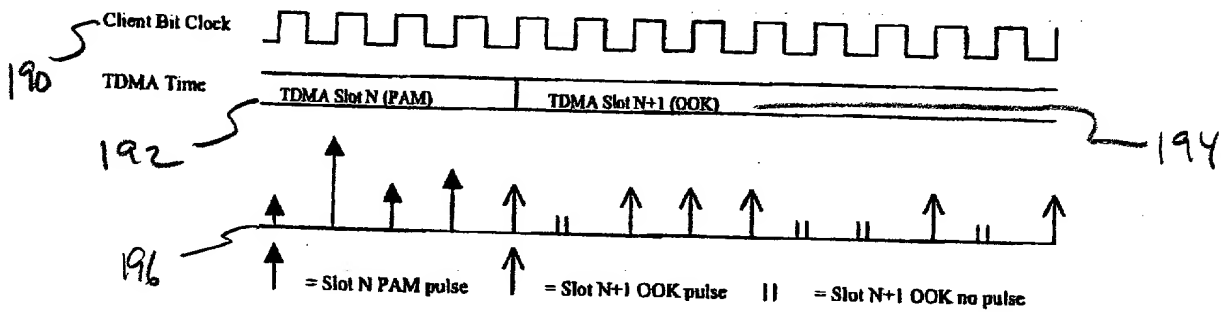 Client Bit Clock
190
TDMA Time
TDMA Slot N (PAM) TDMA Slot N+1 (OOK)
192 194
196
= Slot N PAM pulse = Slot N+1 OOK pulse || = Slot N+1 OOK no pulse